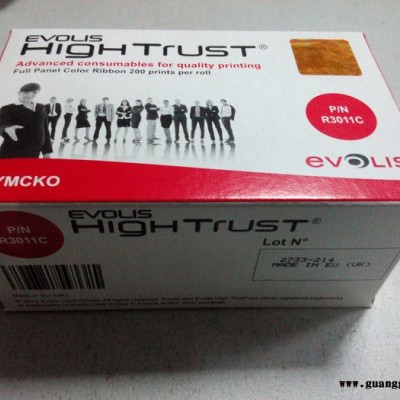 EVOLIS
HIGHTRUST®
Advanced consumables for quality printing
Full Panel Color Ribbon 200 prints per roll
P/N
R3011C
evolis
YMCKO
P/N
R3011C
EVOLIS
HIGHTRUST®
Lot N°
2733-214
MADE IN EU (UK)
Made in EU (UK)
www.guangg